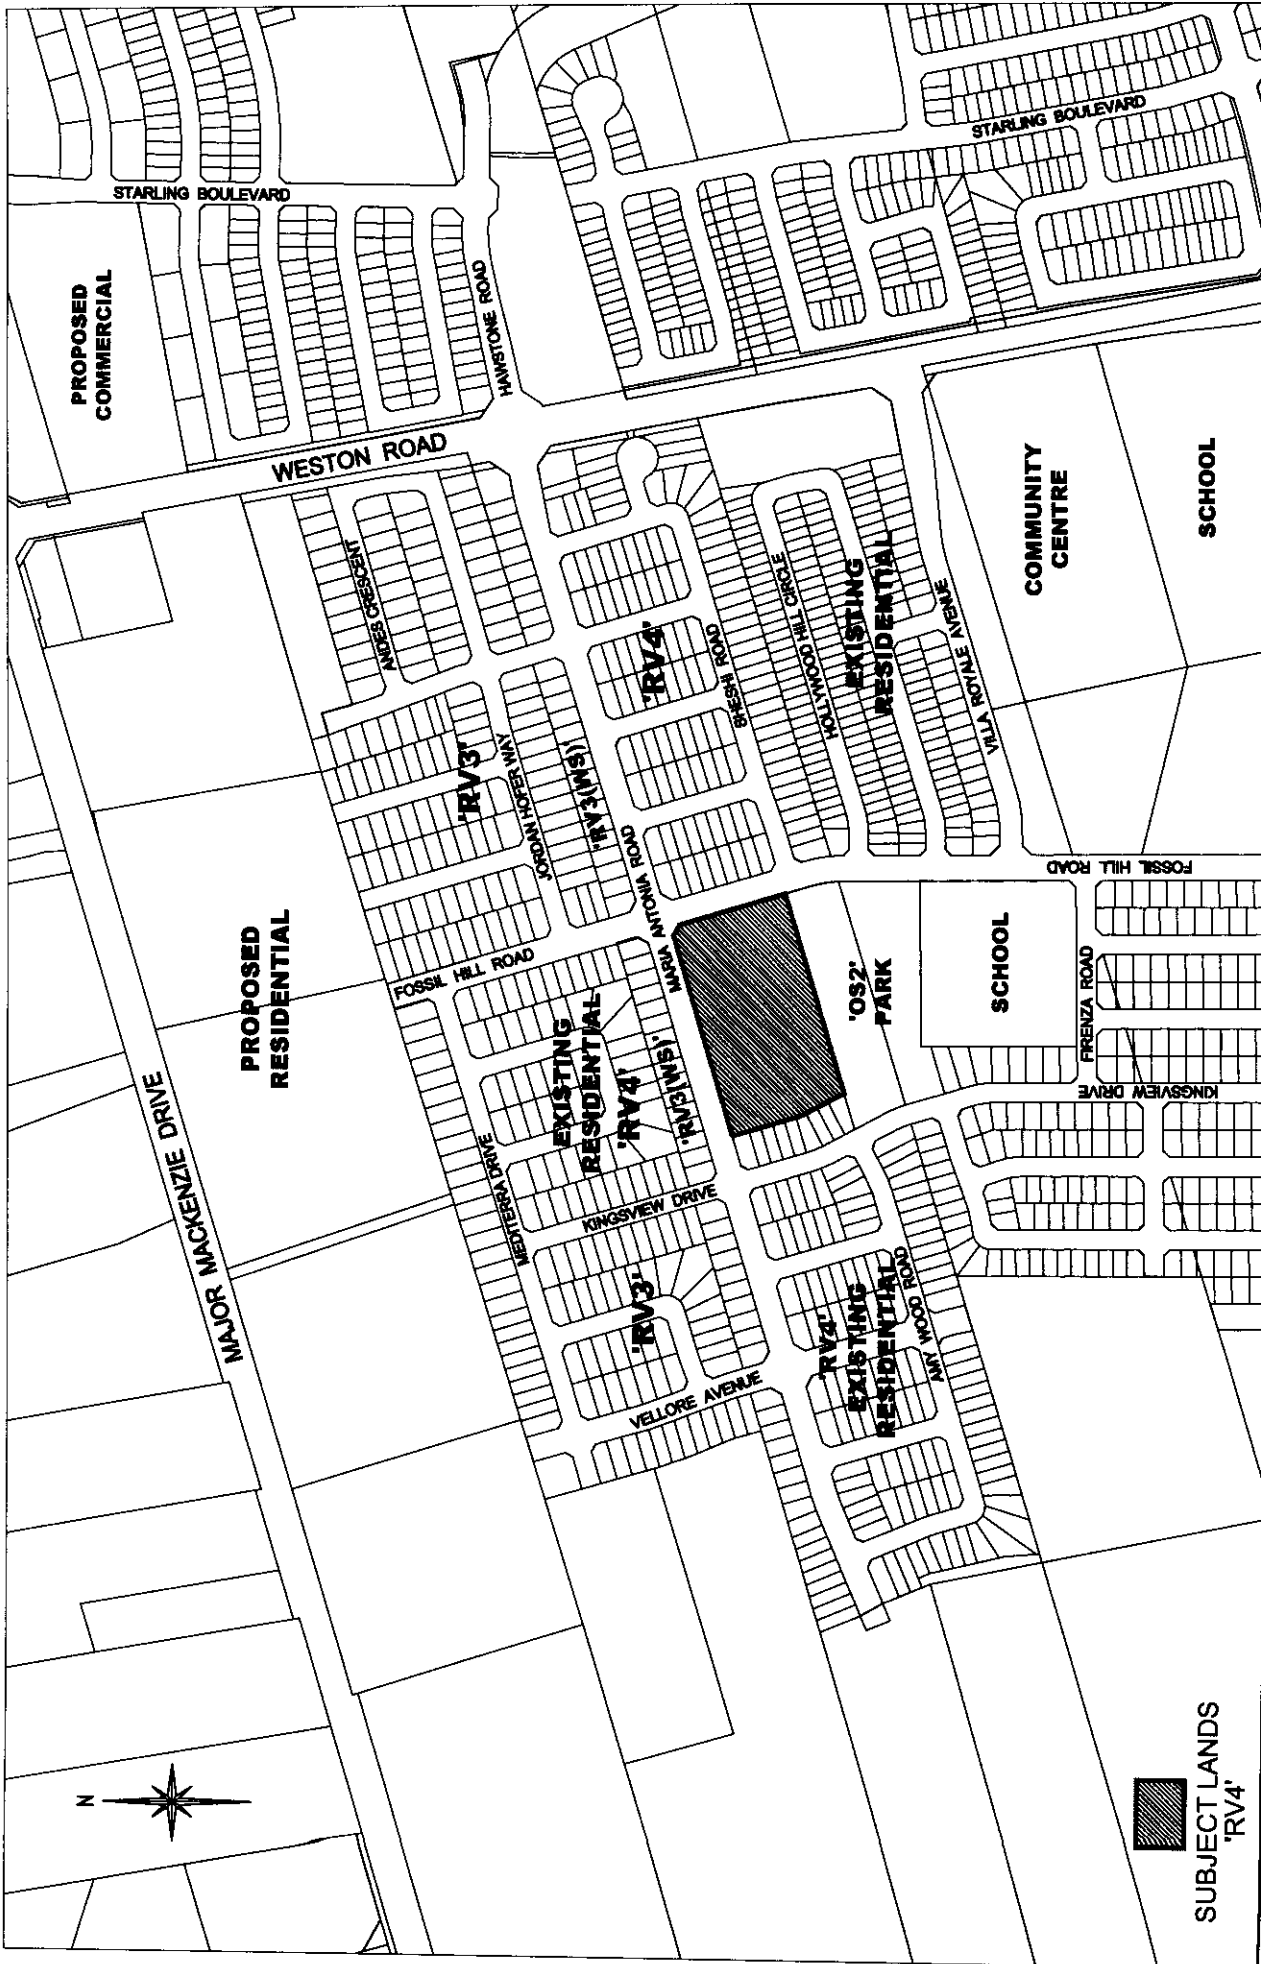 N
MAJOR MACKENZIE DRIVE
PROPOSED
RESIDENTIAL
PROPOSED
COMMERCIAL
STARLING BOULEVARD
WESTON ROAD
HAWSTONE ROAD
STARLING BOULEVARD
ANDES CRESCENT
'RV3'
JORDAN HOFER WAY
'RV3(WS)'
MARIA ANTONIA ROAD
'RV4'
SHESHI ROAD
HOLLYWOOD HILL CIRCLE
EXISTING
RESIDENTIAL
VILLA ROYALE AVENUE
COMMUNITY
CENTRE
SCHOOL
FOSSIL HILL ROAD
MEDITERRA DRIVE
EXISTING
RESIDENTIAL
'RV4'
'RV3(WS)'
KINGSVIEW DRIVE
'RV3'
VELLORE AVENUE
'RV4'
EXISTING
RESIDENTIAL
AMY WOOD ROAD
'OS2'
PARK
SCHOOL
FOSSIL HILL ROAD
FIRENZA ROAD
KINGSVIEW DRIVE
SUBJECT LANDS
'RV4'